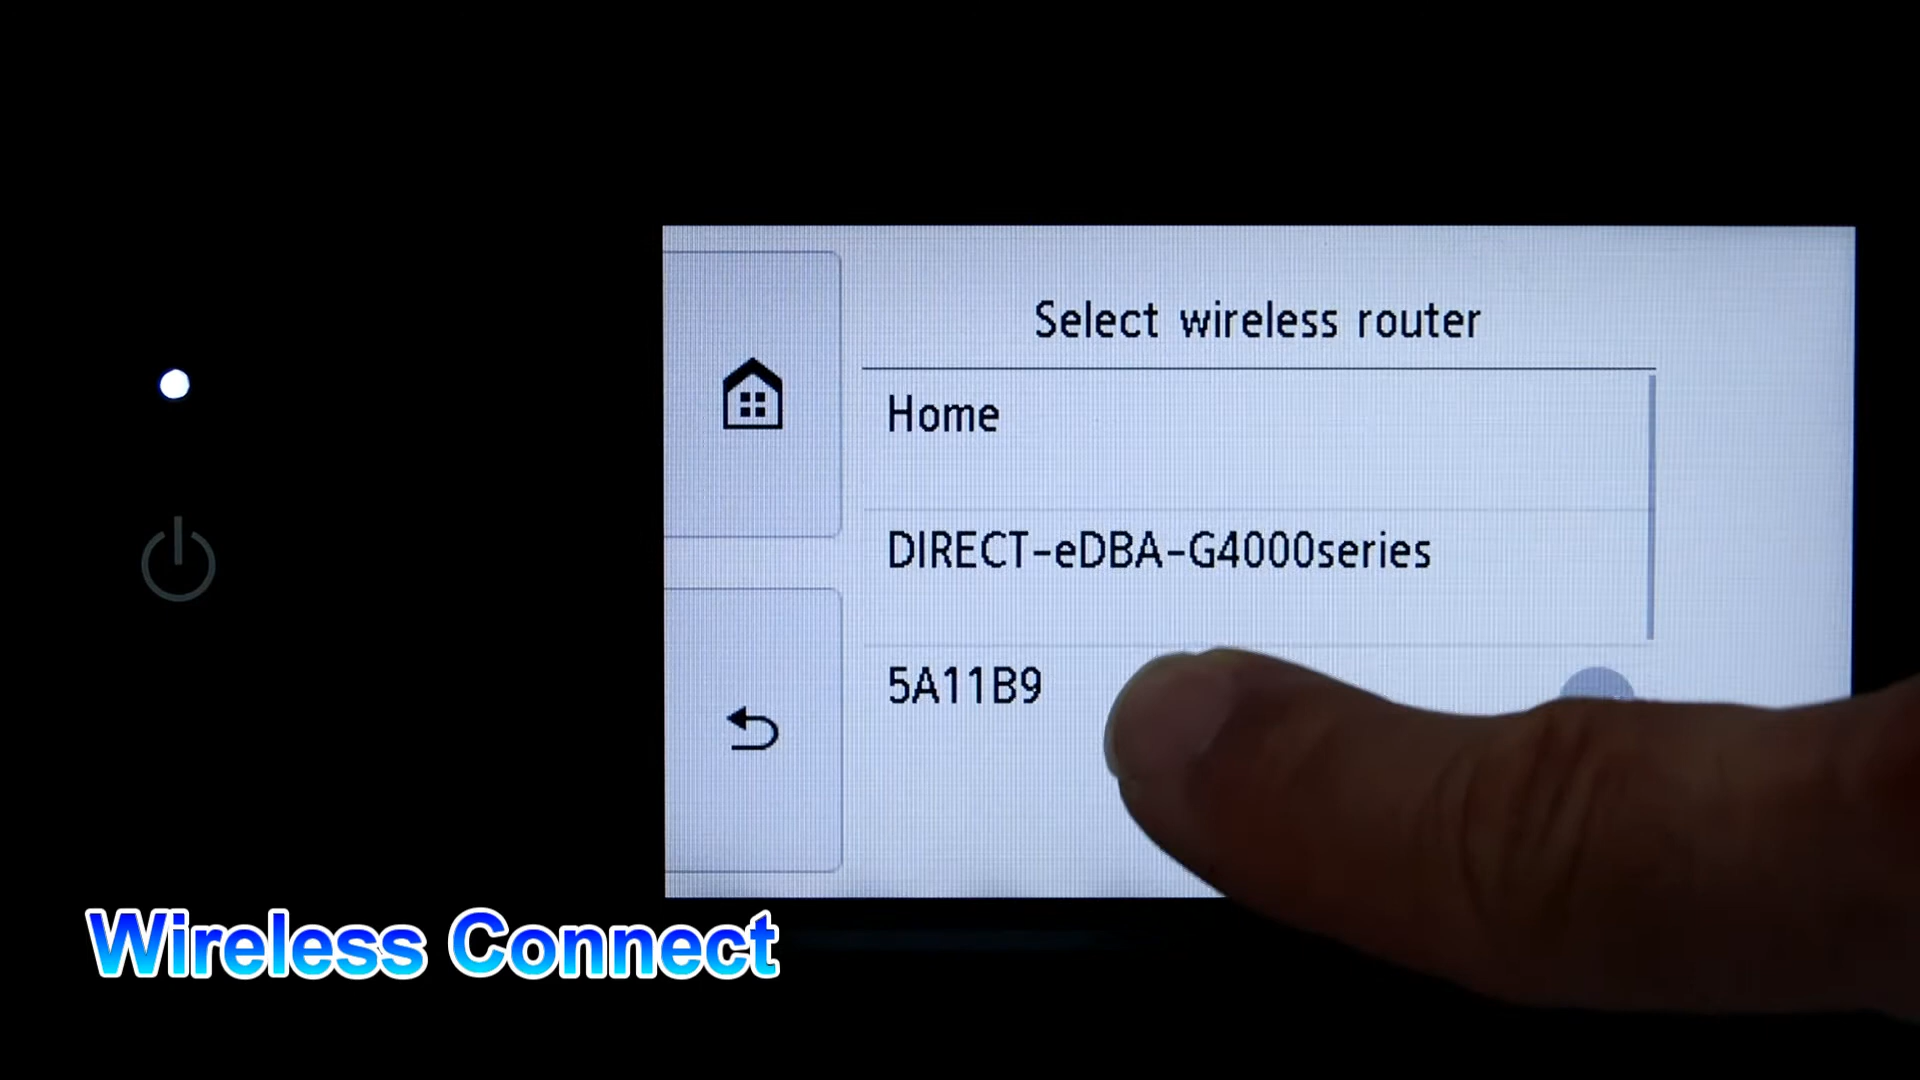 Select wireless router
Home
DIRECT-eDBA-G4000series
5A11B9
Wireless Connect